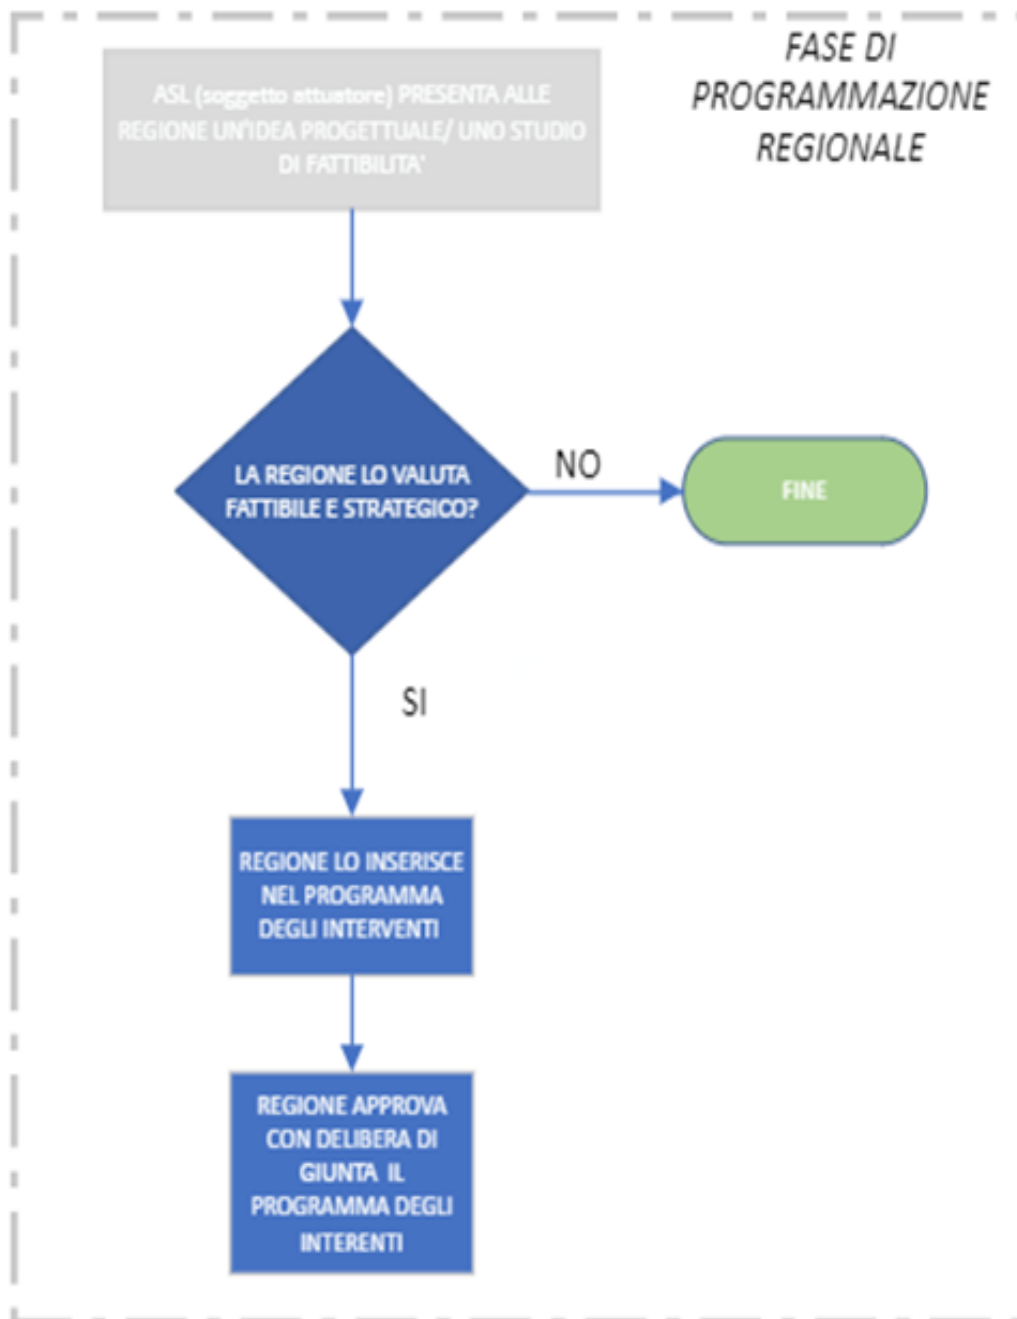 FASE DI
PROGRAMMAZIONE
REGIONALE
ASL (soggetto attuatore) PRESENTA ALLE
REGIONE UN'IDEA PROGETTUALE/ UNO STUDIO
DI FATTIBILITA'
LA REGIONE LO VALUTA
FATTIBILE E STRATEGICO?
NO
FINE
SI
REGIONE LO INSERISCE
NEL PROGRAMMA
DEGLI INTERVENTI
REGIONE APPROVA
CON DELIBERA DI
GIUNTA IL
PROGRAMMA DEGLI
INTERENTI